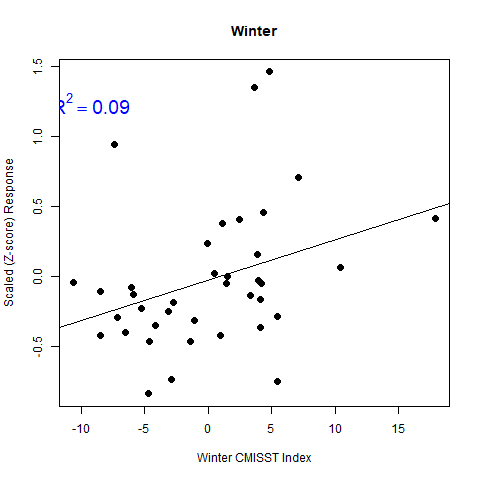 Winter
R² = 0.09
Scaled (Z-score) Response
1.5
1.0
0.5
0.0
-0.5
-10 -5 0 5 10 15
Winter CMISST Index